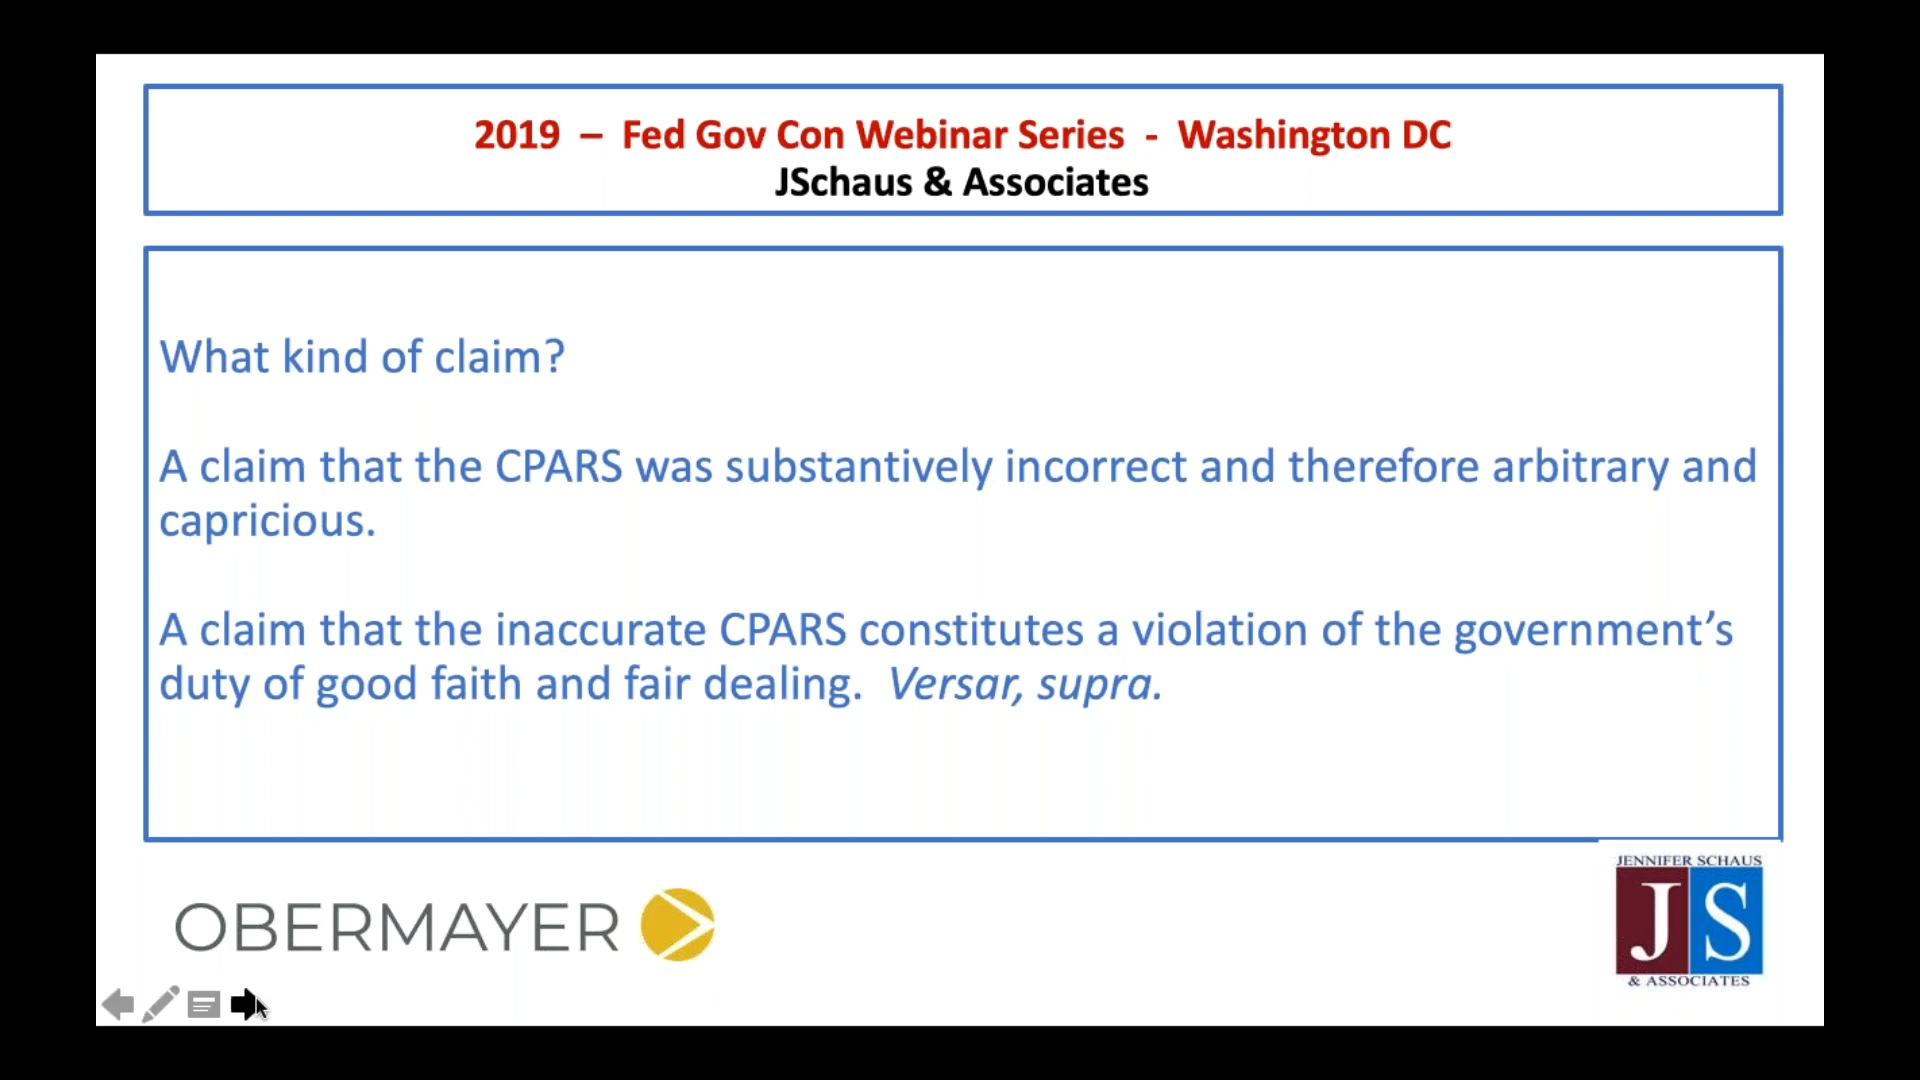 2019 – Fed Gov Con Webinar Series - Washington DC
JSchaus & Associates
What kind of claim?
A claim that the CPARS was substantively incorrect and therefore arbitrary and
capricious.
A claim that the inaccurate CPARS constitutes a violation of the government’s
duty of good faith and fair dealing. Versar, supra.
OBERMAYER
JENNIFER SCHAUS
JS
& ASSOCIATES